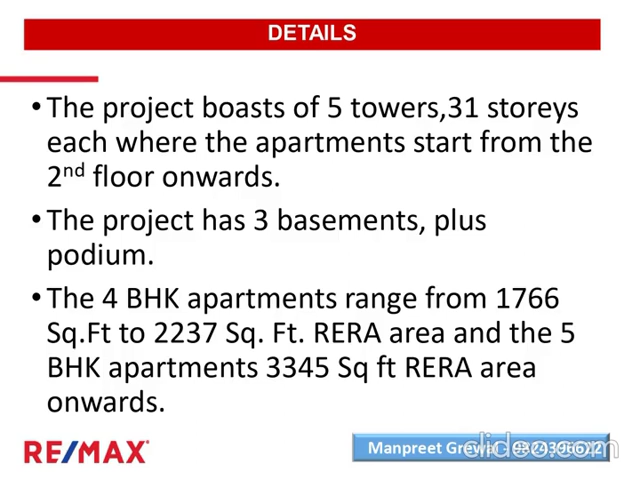 DETAILS
• The project boasts of 5 towers,31 storeys
each where the apartments start from the
2nd floor onwards.
• The project has 3 basements, plus
podium.
• The 4 BHK apartments range from 1766
Sq.Ft to 2237 Sq. Ft. RERA area and the 5
BHK apartments 3345 Sq ft RERA area
onwards.
RE/MAX
Manpreet Grewal
clideo.com